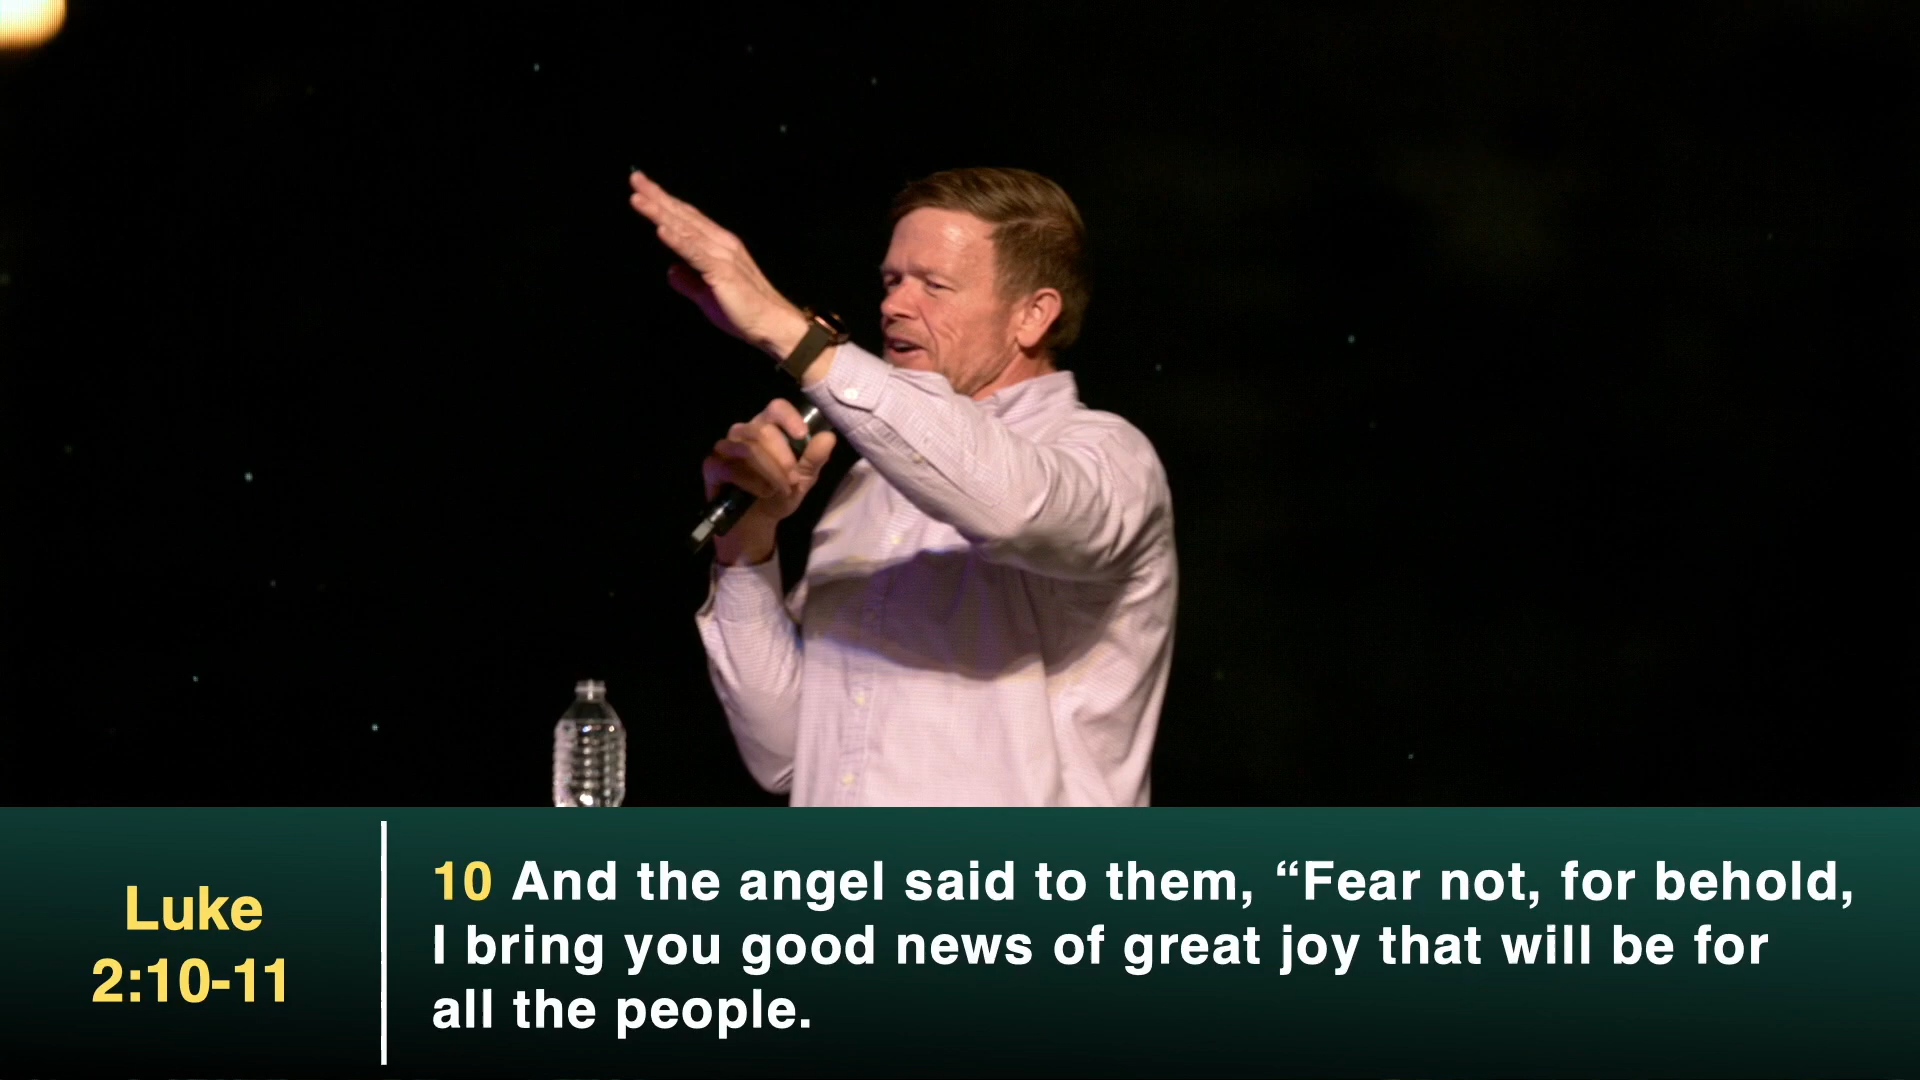 Luke
2:10-11
10 And the angel said to them, “Fear not, for behold,
I bring you good news of great joy that will be for
all the people.